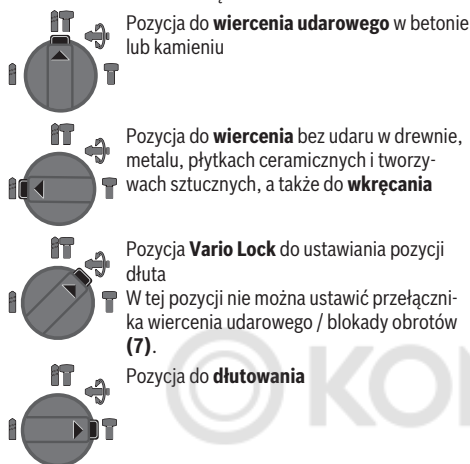 Pozycja do wiercenia udarowego w betonie
lub kamieniu
Pozycja do wiercenia bez udaru w drewnie,
metalu, płytkach ceramicznych i tworzy-
wach sztucznych, a także do wkręcania
Pozycja Vario Lock do ustawiania pozycji
dłuta
W tej pozycji nie można ustawić przełączni-
ka wiercenia udarowego / blokady obrotów
(7).
Pozycja do dłutowania